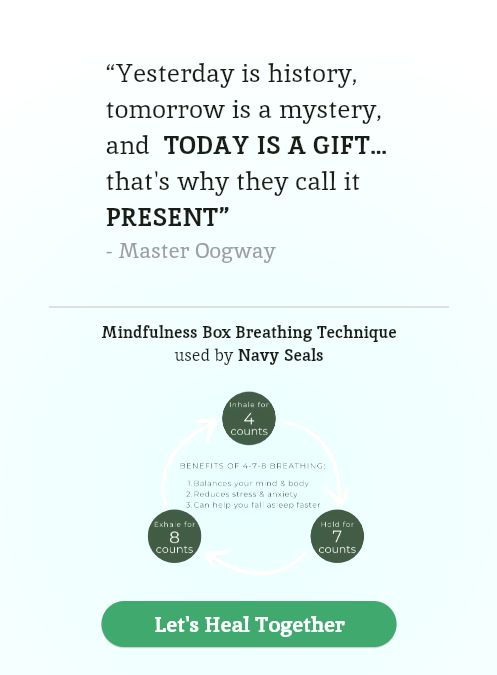 “Yesterday is history,
tomorrow is a mystery,
and TODAY IS A GIFT...
that's why they call it
PRESENT”
- Master Oogway
Mindfulness Box Breathing Technique
used by Navy Seals
Inhale for
4
counts
BENEFITS OF 4-7-8 BREATHING:
1. Balances your mind & body
2. Reduces stress & anxiety
3. Can help you fall asleep faster
Exhale for
8
counts
Hold for
7
counts
Let's Heal Together